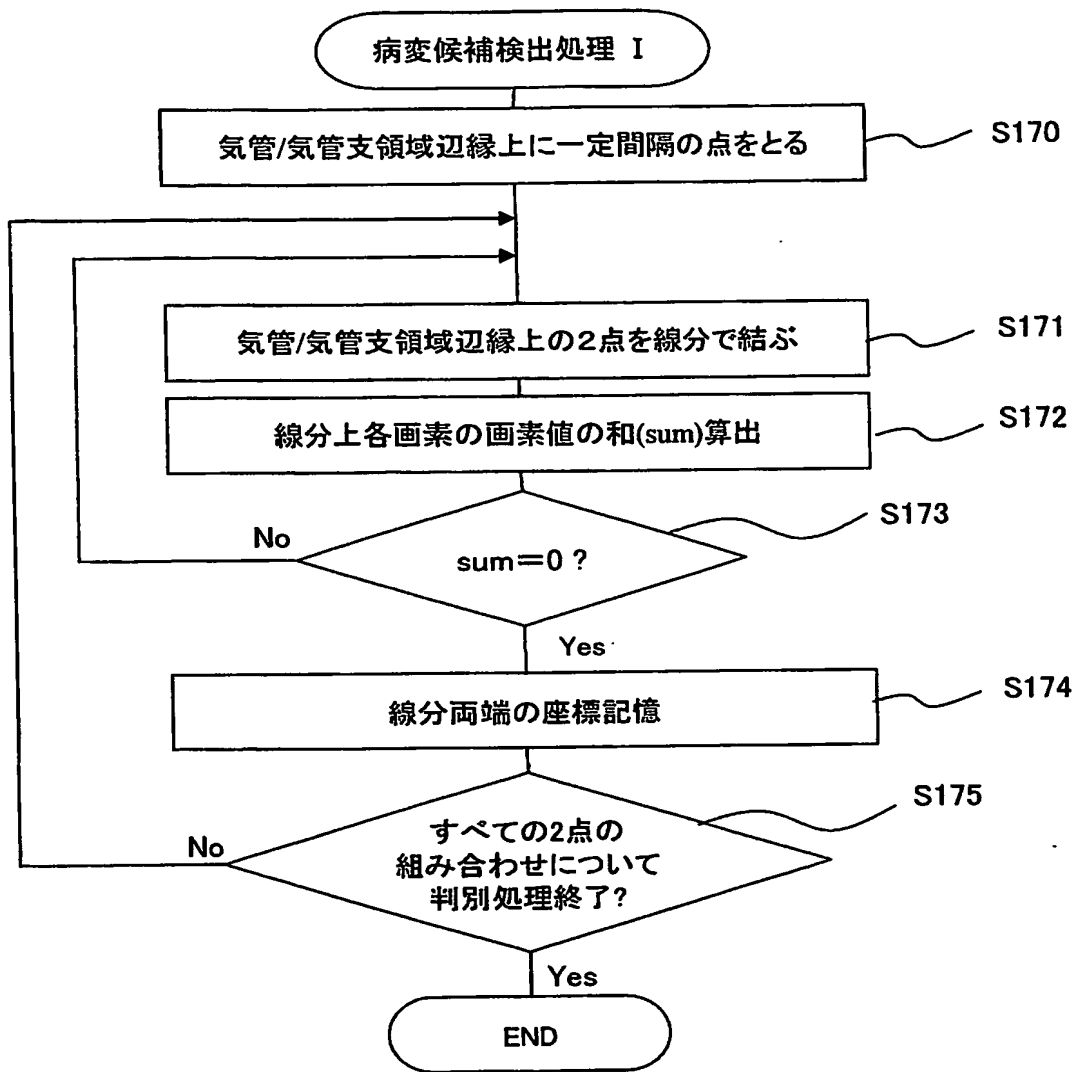 病変候補検出処理 I
気管/気管支領域辺縁上に一定間隔の点をとる
S170
気管/気管支領域辺縁上の2点を線分で結ぶ
S171
線分上各画素の画素値の和(sum)算出
S172
sum=0 ?
S173
No
Yes
線分両端の座標記憶
S174
すべての2点の
組み合わせについて
判別処理終了?
S175
No
Yes
END